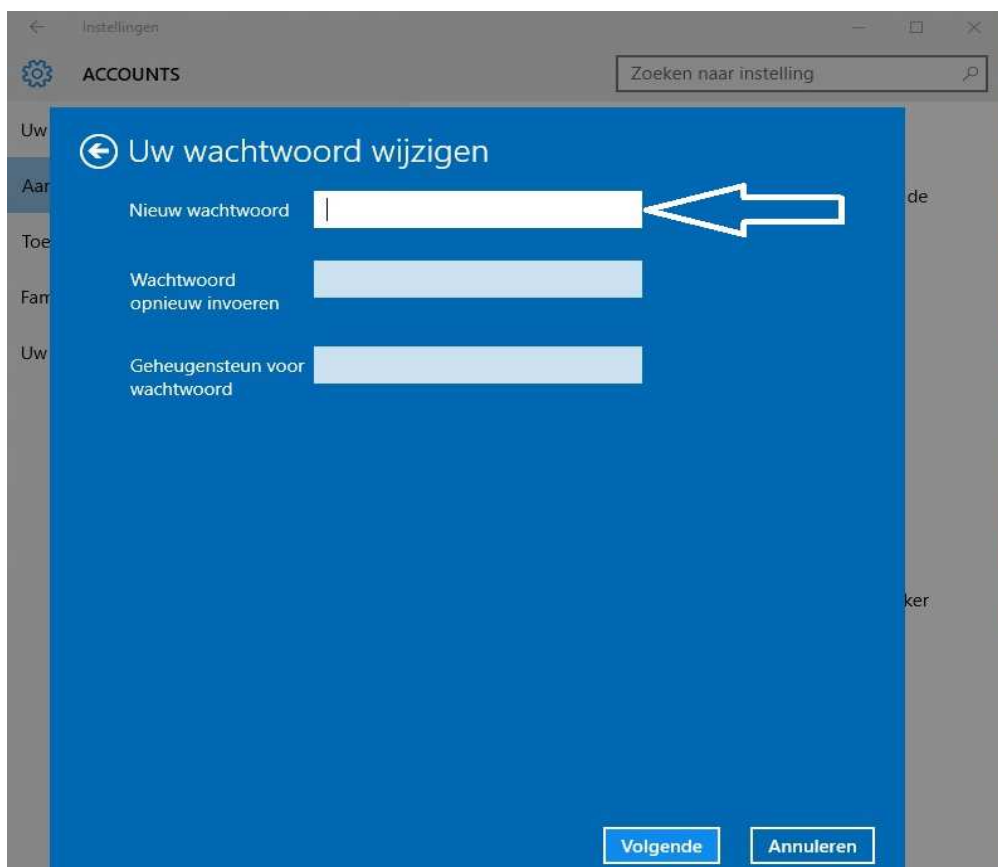 Instellingen
ACCOUNTS
Zoeken naar instelling
Uw
Uw wachtwoord wijzigen
Aar
de
Nieuw wachtwoord
Toe
Wachtwoord
opnieuw invoeren
Fam
Uw
Geheugensteun voor
wachtwoord
ker
Volgende
Annuleren